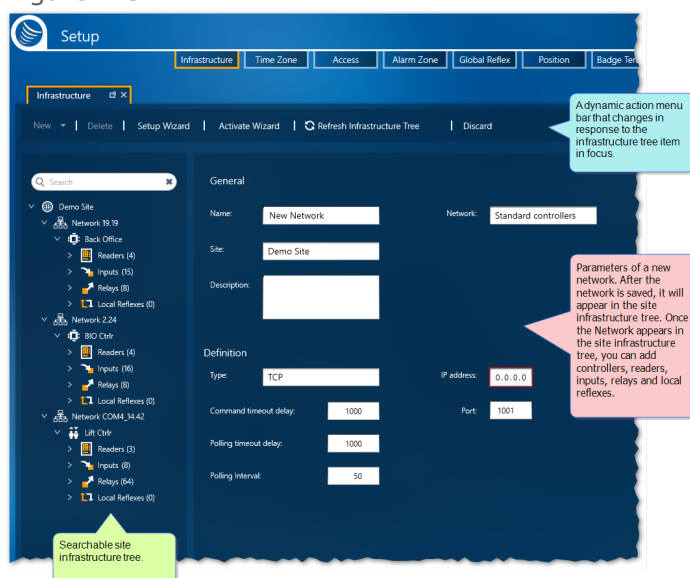 Setup
Infrastructure Time Zone Access Alarm Zone Global Reflex Position Badge Tem
Infrastructure
New Delete Setup Wizard Activate Wizard Refresh Infrastructure Tree Discard
A dynamic action menu
bar that changes in
response to the
infrastructure tree item
in focus.
Search
Demo Site
Network 19.19
Back Office
Readers (4)
Inputs (15)
Relays (8)
Local Reflexes (0)
Network 2.24
BIO Ctrlr
Readers (4)
Inputs (16)
Relays (8)
Local Reflexes (0)
Network COM4_14.42
Lift Ctrlr
Readers (3)
Inputs (8)
Relays (64)
Local Reflexes (0)
Searchable site
infrastructure tree.
General
Name: New Network Network: Standard controllers
Site: Demo Site
Description:
Definition
Type: TCP IP address: 0.0.0.0
Command timeout delay: 1000 Port: 1001
Polling timeout delay: 1000
Polling Interval: 50
Parameters of a new
network. After the
network is saved, it will
appear in the site
infrastructure tree. Once
the Network appears in
the site infrastructure
tree, you can add
controllers, readers,
inputs, relays and local
reflexes.